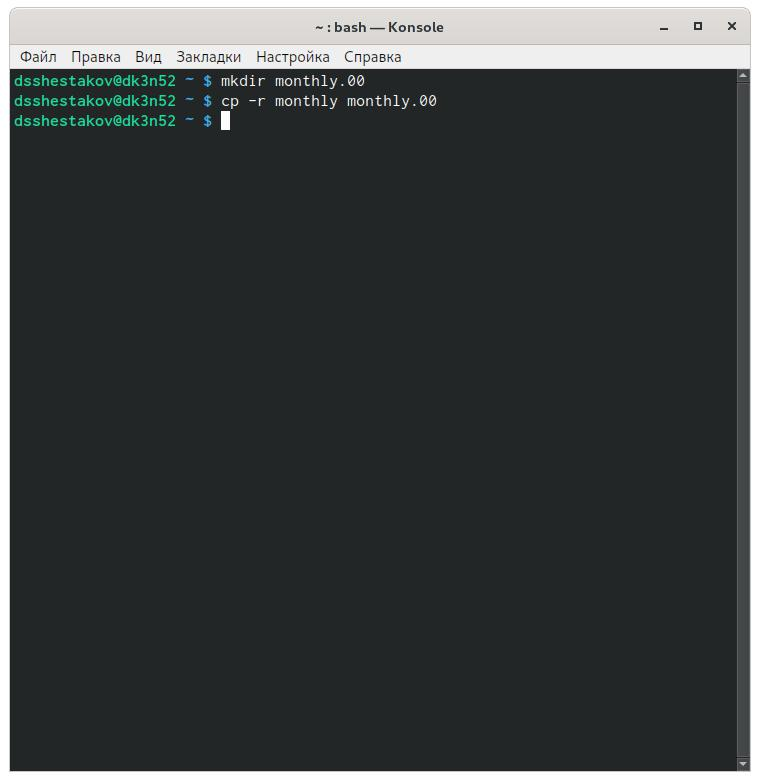 ~ : bash — Konsole
Файл Правка Вид Закладки Настройка Справка
dsshestakov@dk3n52 ~ $ mkdir monthly.00
dsshestakov@dk3n52 ~ $ cp -r monthly monthly.00
dsshestakov@dk3n52 ~ $